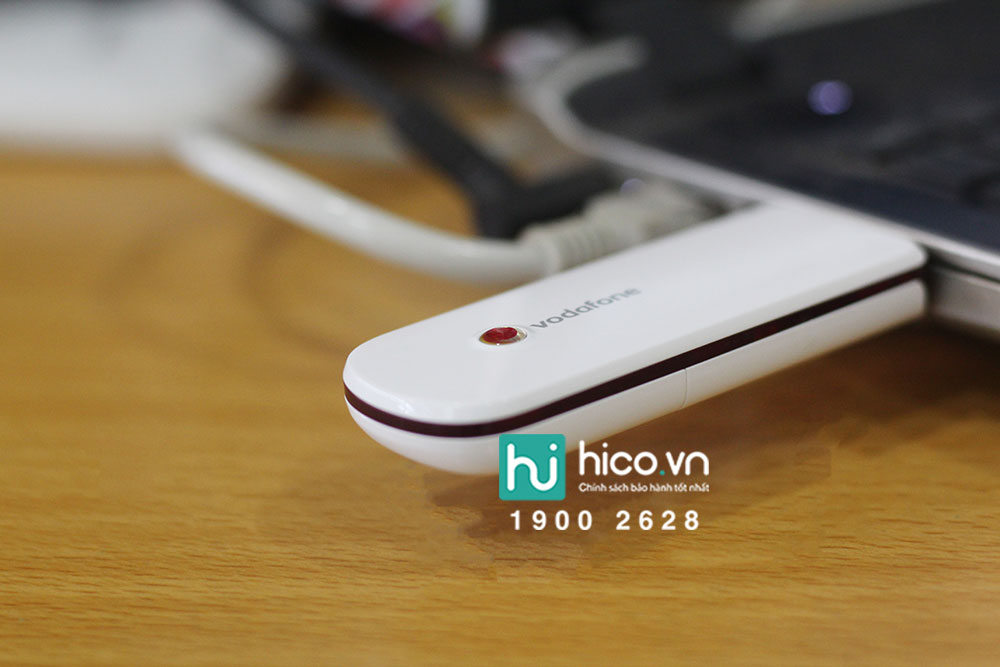 vodafone
hj hico.vn
Chính sách bảo hành tốt nhất
1900 2628